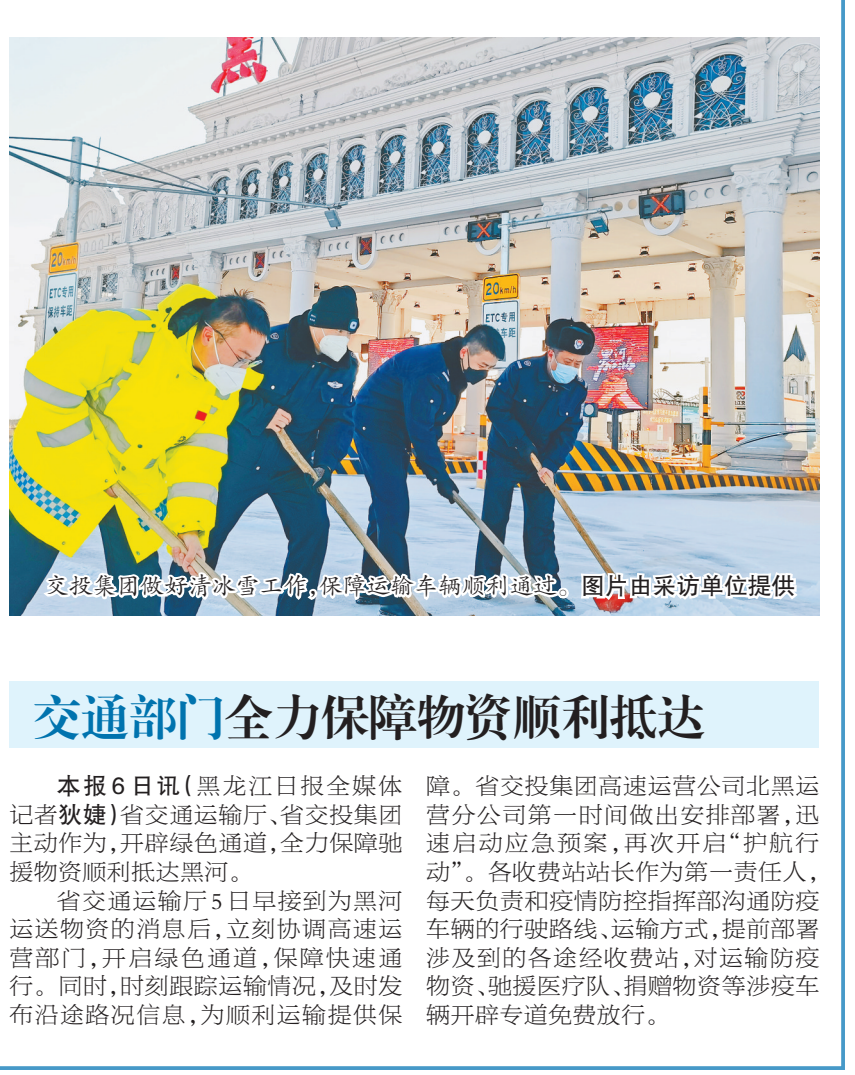 黑
20km/h
ETC专用
保持车距
20km/h
ETC专用
保持车距
交投集团做好清冰雪工作,保障运输车辆顺利通过。图片由采访单位提供
交通部门全力保障物资顺利抵达
本报6日讯(黑龙江日报全媒体
记者狄婕)省交通运输厅、省交投集团
主动作为,开辟绿色通道,全力保障驰
援物资顺利抵达黑河。
省交通运输厅5日早接到为黑河
运送物资的消息后,立刻协调高速运
营部门,开启绿色通道,保障快速通
行。同时,时刻跟踪运输情况,及时发
布沿途路况信息,为顺利运输提供保
障。省交投集团高速运营公司北黑运
营分公司第一时间做出安排部署,迅
速启动应急预案,再次开启“护航行
动”。各收费站站长作为第一责任人,
每天负责和疫情防控指挥部沟通防疫
车辆的行驶路线、运输方式,提前部署
涉及到的各途经收费站,对运输防疫
物资、驰援医疗队、捐赠物资等涉疫车
辆开辟专道免费放行。